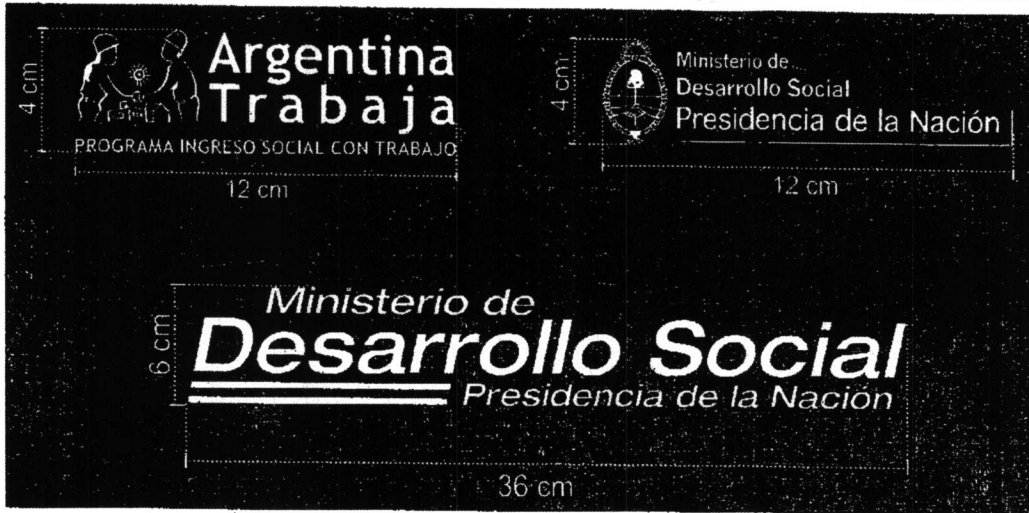 4 cm
Argentina
Trabaja
PROGRAMA INGRESO SOCIAL CON TRABAJO
12 cm
4 cm
Ministerio de
Desarrollo Social
Presidencia de la Nación
12 cm
6 cm
Ministerio de
Desarrollo Social
Presidencia de la Nación
36 cm